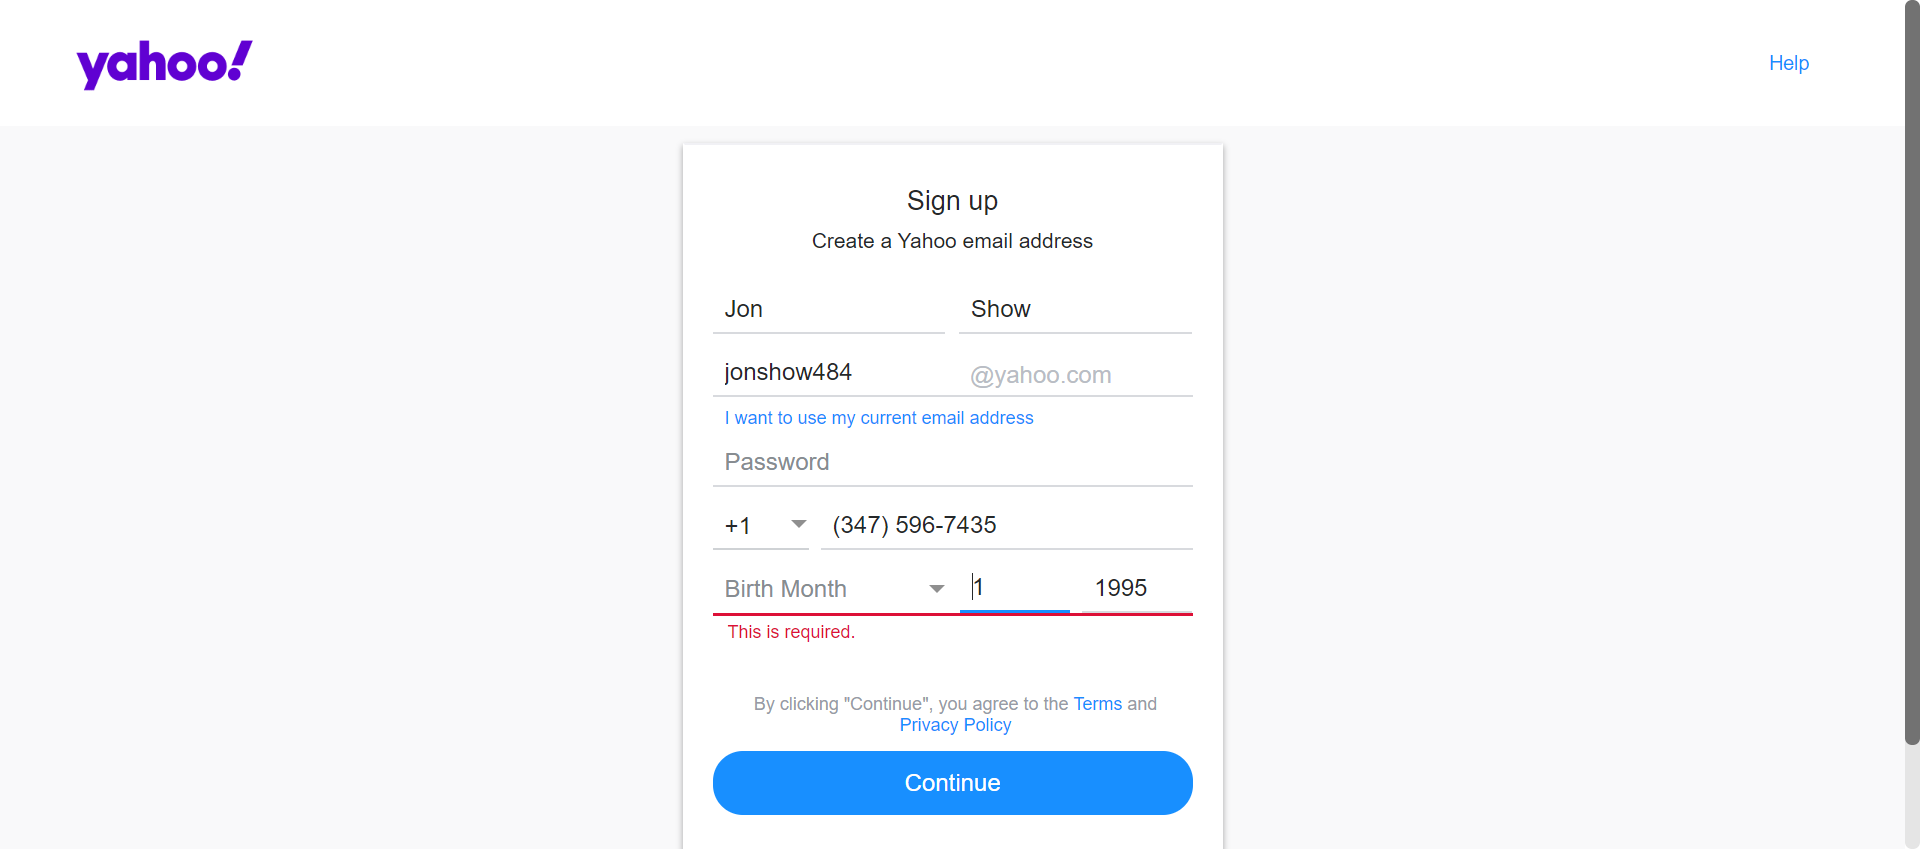 yahoo!
Help
Sign up
Create a Yahoo email address
Jon Show
jonshow484 @yahoo.com
I want to use my current email address
Password
+1 (347) 596-7435
Birth Month 1 1995
This is required.
By clicking "Continue", you agree to the Terms and
Privacy Policy
Continue